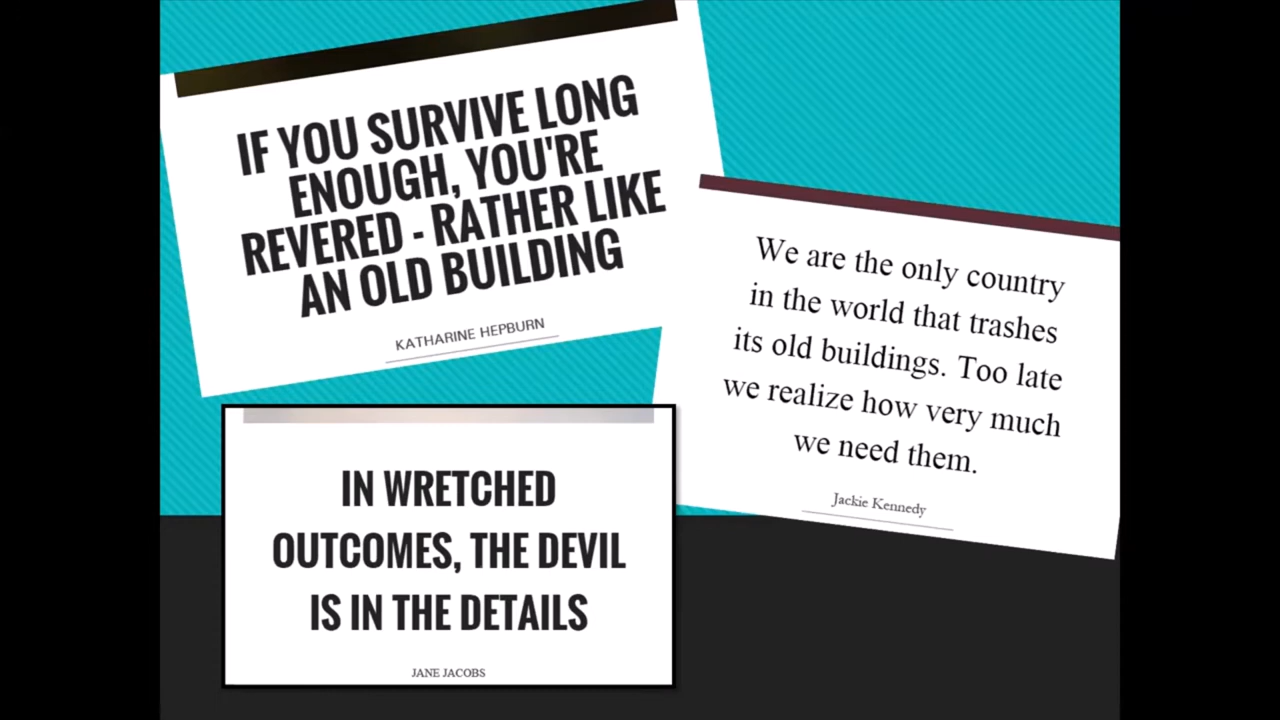 IF YOU SURVIVE LONG
ENOUGH, YOU'RE
REVERED - RATHER LIKE
AN OLD BUILDING
KATHARINE HEPBURN
We are the only country
in the world that trashes
its old buildings. Too late
we realize how very much
we need them.
Jackie Kennedy
IN WRETCHED
OUTCOMES, THE DEVIL
IS IN THE DETAILS
JANE JACOBS